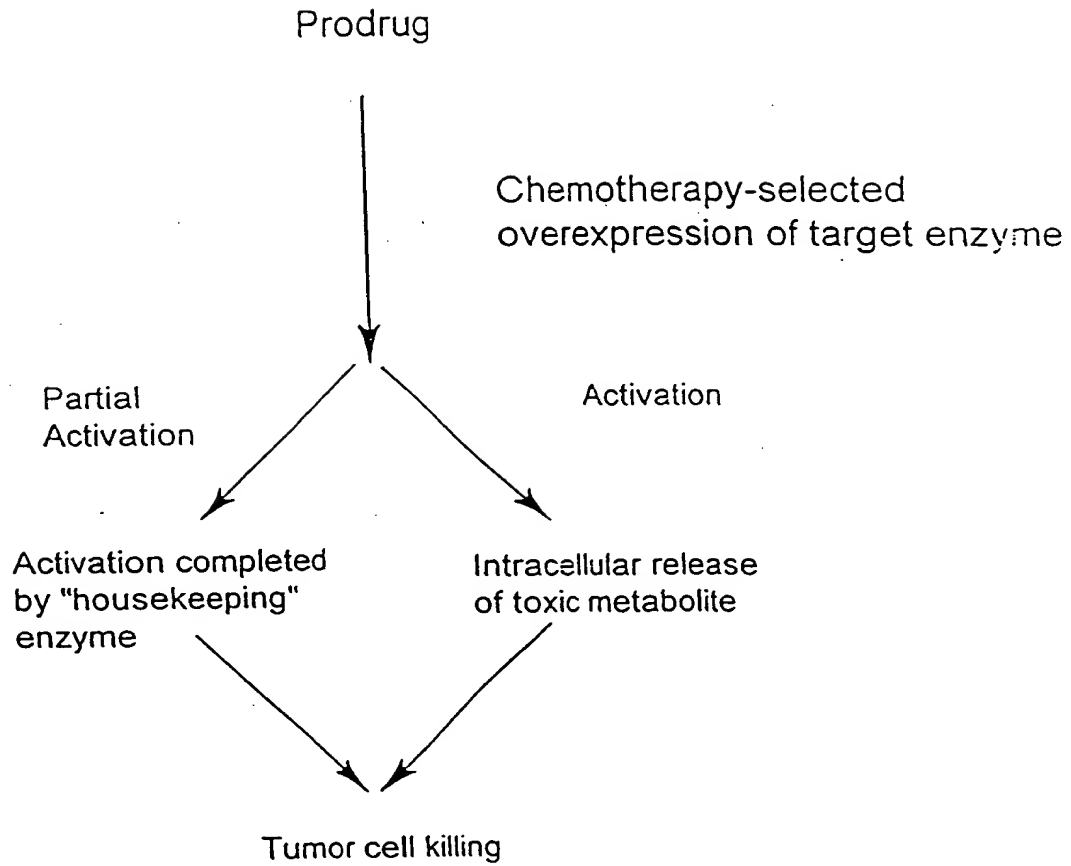 Prodrug
Chemotherapy-selected
overexpression of target enzyme
Partial
Activation
Activation
Activation completed
by "housekeeping"
enzyme
Intracellular release
of toxic metabolite
Tumor cell killing